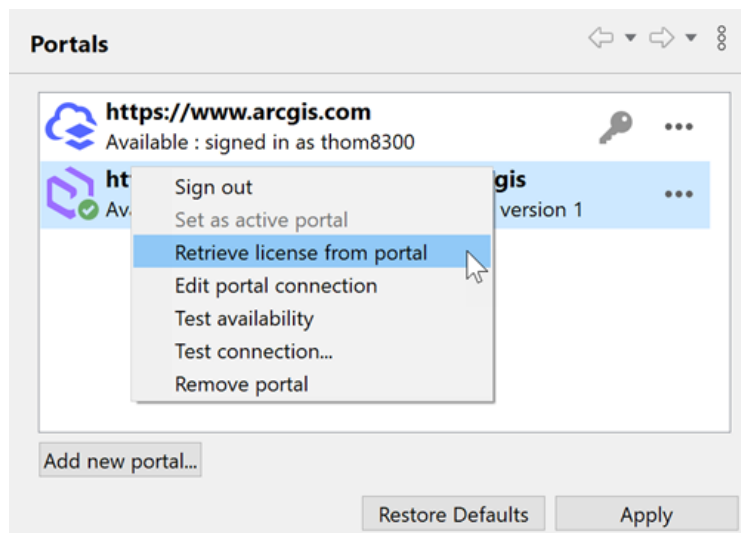 Portals
https://www.arcgis.com
Available : signed in as thom8300
gis
version 1
Sign out
Set as active portal
Retrieve license from portal
Edit portal connection
Test availability
Test connection...
Remove portal
Add new portal...
Restore Defaults
Apply